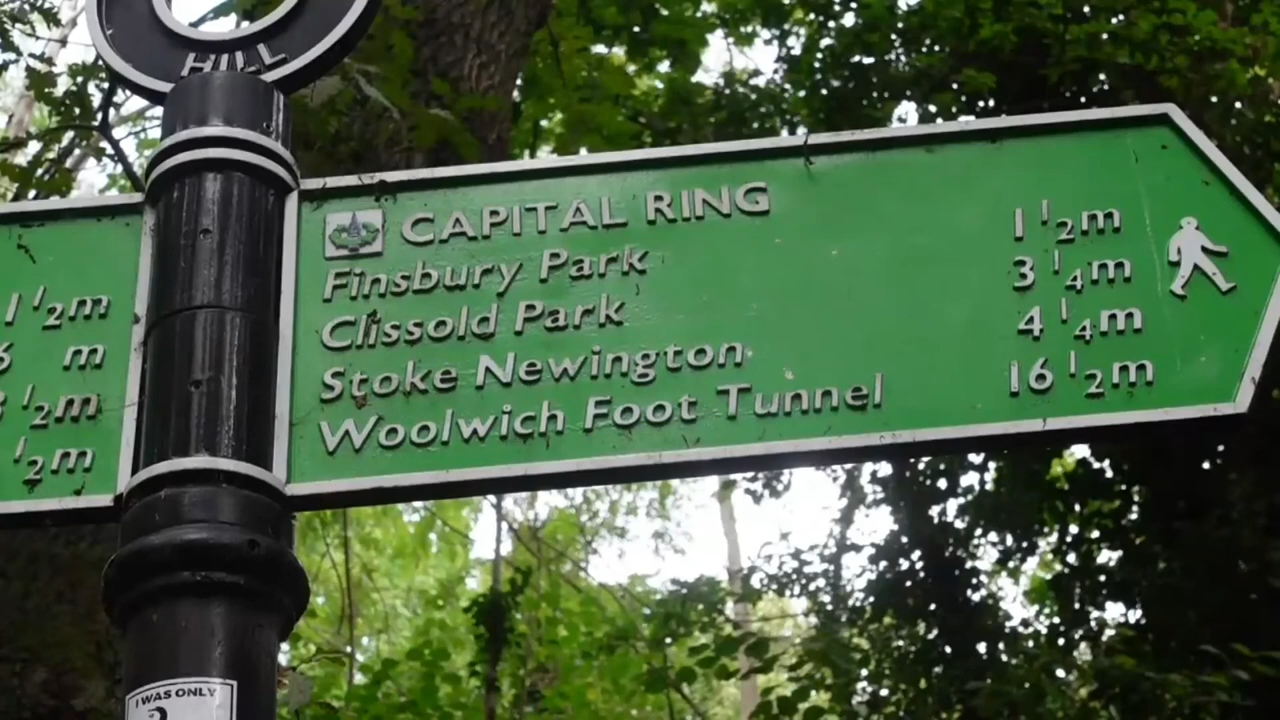 HILL
CAPITAL RING
Finsbury Park 1 1/2m
Clissold Park 3 1/4m
Stoke Newington 4 1/4m
Woolwich Foot Tunnel 16 1/2m
1 1/2m
m
1/2m
1/2m
I WAS ONLY